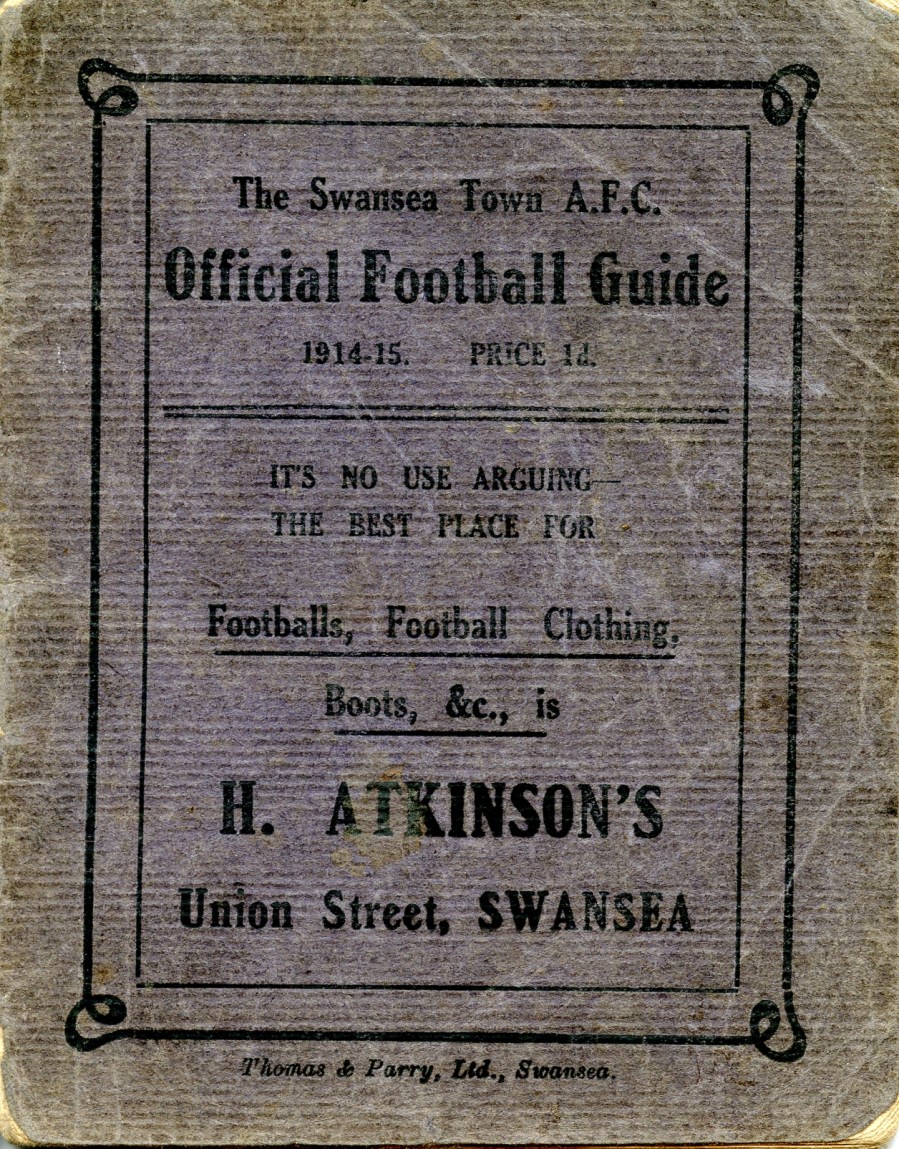 The Swansea Town A.F.C.
Official Football Guide
1914-15. PRICE 1d.
IT'S NO USE ARGUING—
THE BEST PLACE FOR
Footballs, Football Clothing,
Boots, &c., is
H. ATKINSON'S
Union Street, SWANSEA
Thomas & Parry, Ltd., Swansea.